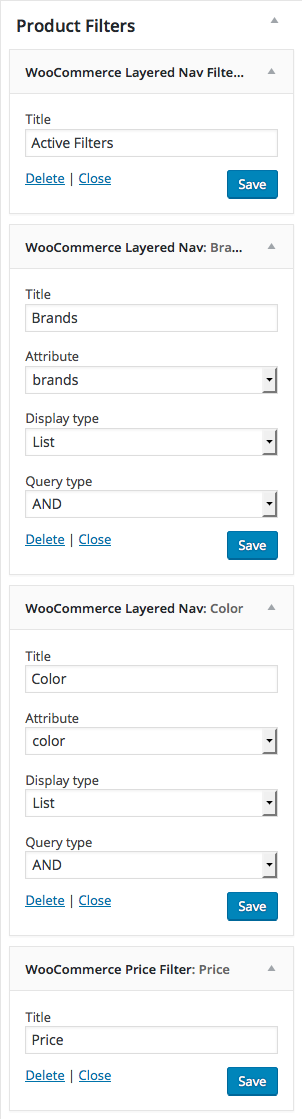 Product Filters
WooCommerce Layered Nav Filte...
Title
Active Filters
Delete | Close
Save
WooCommerce Layered Nav: Bra...
Title
Brands
Attribute
brands
Display type
List
Query type
AND
Delete | Close
Save
WooCommerce Layered Nav: Color
Title
Color
Attribute
color
Display type
List
Query type
AND
Delete | Close
Save
WooCommerce Price Filter: Price
Title
Price
Delete | Close
Save